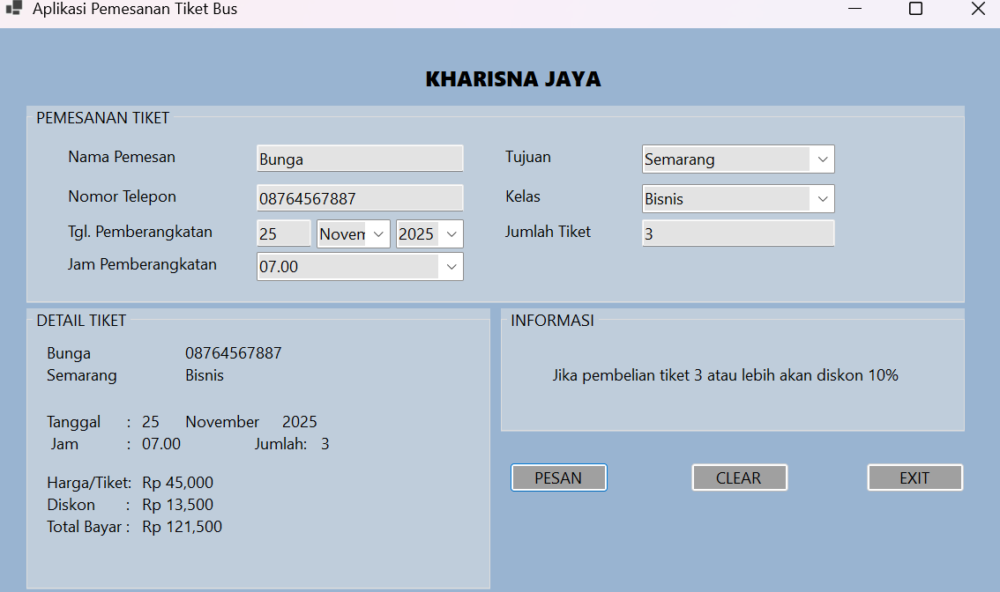 Aplikasi Pemesanan Tiket Bus
KHARISNA JAYA
PEMESANAN TIKET
Nama Pemesan Bunga Tujuan Semarang
Nomor Telepon 08764567887 Kelas Bisnis
Tgl. Pemberangkatan 25 Novem 2025 Jumlah Tiket 3
Jam Pemberangkatan 07.00
DETAIL TIKET
Bunga 08764567887
Semarang Bisnis
Tanggal : 25 November 2025
Jam : 07.00 Jumlah: 3
Harga/Tiket: Rp 45,000
Diskon : Rp 13,500
Total Bayar : Rp 121,500
INFORMASI
Jika pembelian tiket 3 atau lebih akan diskon 10%
PESAN CLEAR EXIT